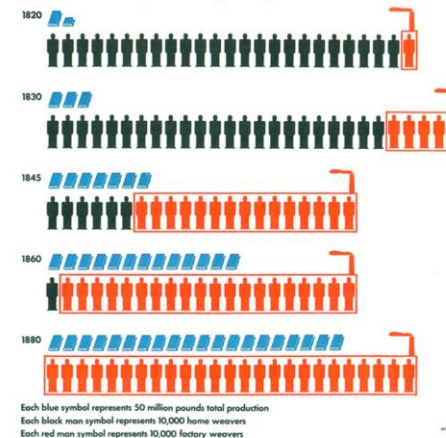 1820
1830
1845
1860
1880
Each blue symbol represents 50 million pounds total production
Each black man symbol represents 10,000 home weavers
Each red man symbol represents 10,000 factory weavers